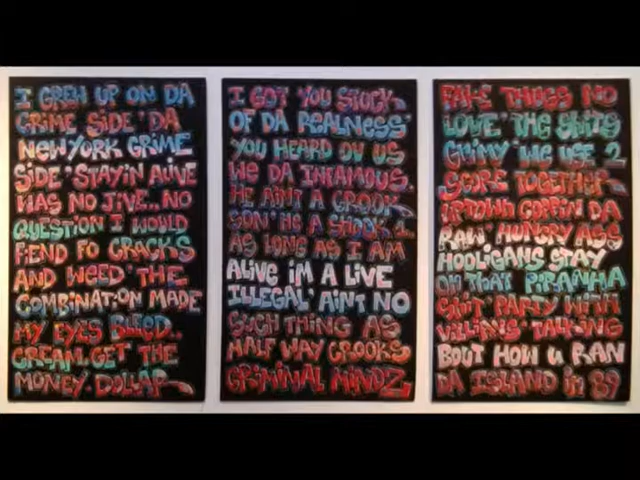 I GREW UP ON DA
CRIME SIDE' DA
NEW YORK GRIME
SIDE' STAYIN ALIVE
WAS NO JIVE.. NO
QUESTION I WOULD
FIEND FO CRACKS
AND WEED' THE
COMBINATION MADE
MY EYES BLEED..
CREAM.GET THE
MONEY.DOLLAR
I GOT YOU STUCK
OF DA REALNESS'
YOU HEARD OV US
WE DA INFAMOUS.
HE AINT A CROOK
SON' HE A SHOOK 1.
AS LONG AS I AM
ALIVE iM A LIVE
ILLEGAL' AINT NO
SUCH THING AS
HALF WAY CROOKS
CRIMINAL MINDZ
FAKE THUGS NO
LOVE' THE SHITS
GRIMY 'WE USE 2
SCORE TOGETHER
UPTOWN COPPIN DA
RAW' HUNGRY ASS
HOOLIGANS STAY
ON THAT PIRANHA
SHIT' PARTY WITH
VILLINS' TALKING
BOUT HOW U RAN
DA ISLAND in 89